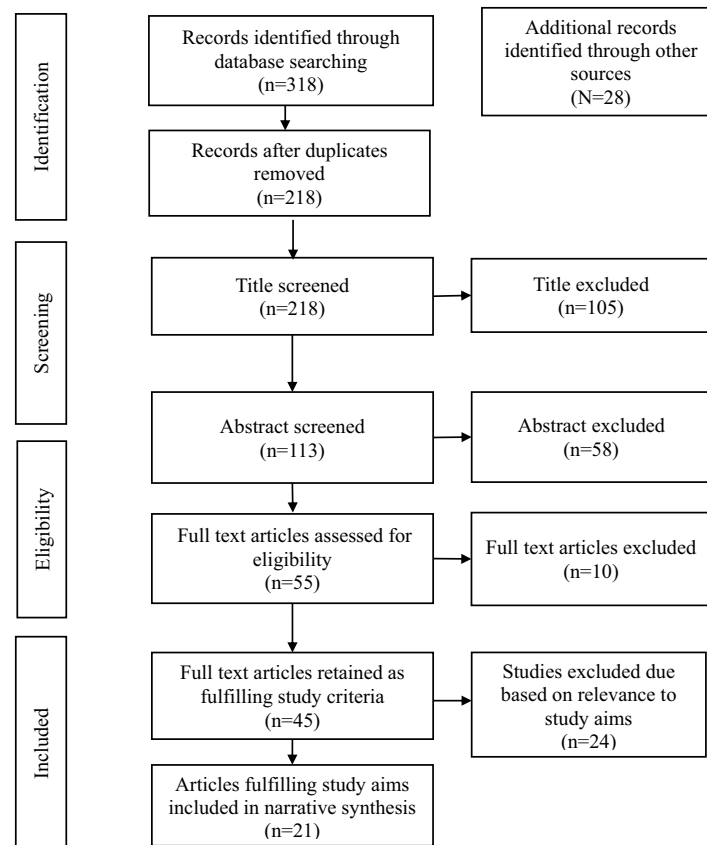 Identification
Records identified through
database searching
(n=318)
Additional records
identified through other
sources
(N=28)
Records after duplicates
removed
(n=218)
Screening
Title screened
(n=218)
Title excluded
(n=105)
Abstract screened
(n=113)
Abstract excluded
(n=58)
Eligibility
Full text articles assessed for
eligibility
(n=55)
Full text articles excluded
(n=10)
Included
Full text articles retained as
fulfilling study criteria
(n=45)
Studies excluded due
based on relevance to
study aims
(n=24)
Articles fulfilling study aims
included in narrative synthesis
(n=21)